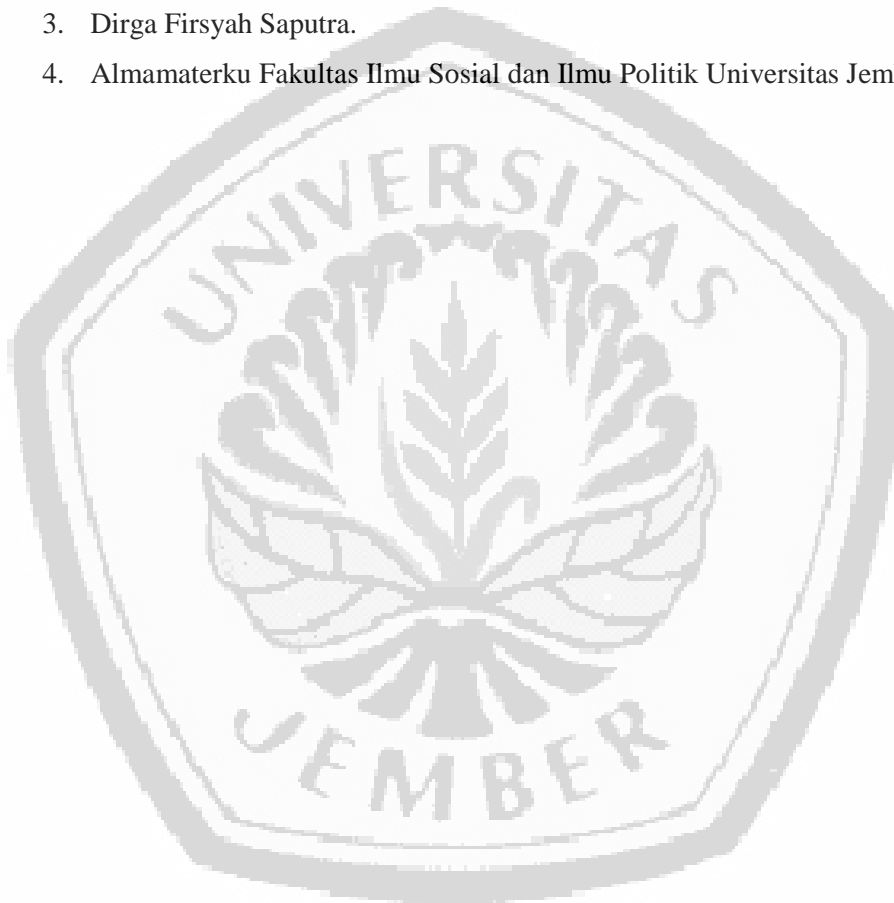 3. Dirga Firsyah Saputra.
4. Almamaterku Fakultas Ilmu Sosial dan Ilmu Politik Universitas Jem
UNIVERSITAS
JEMBER